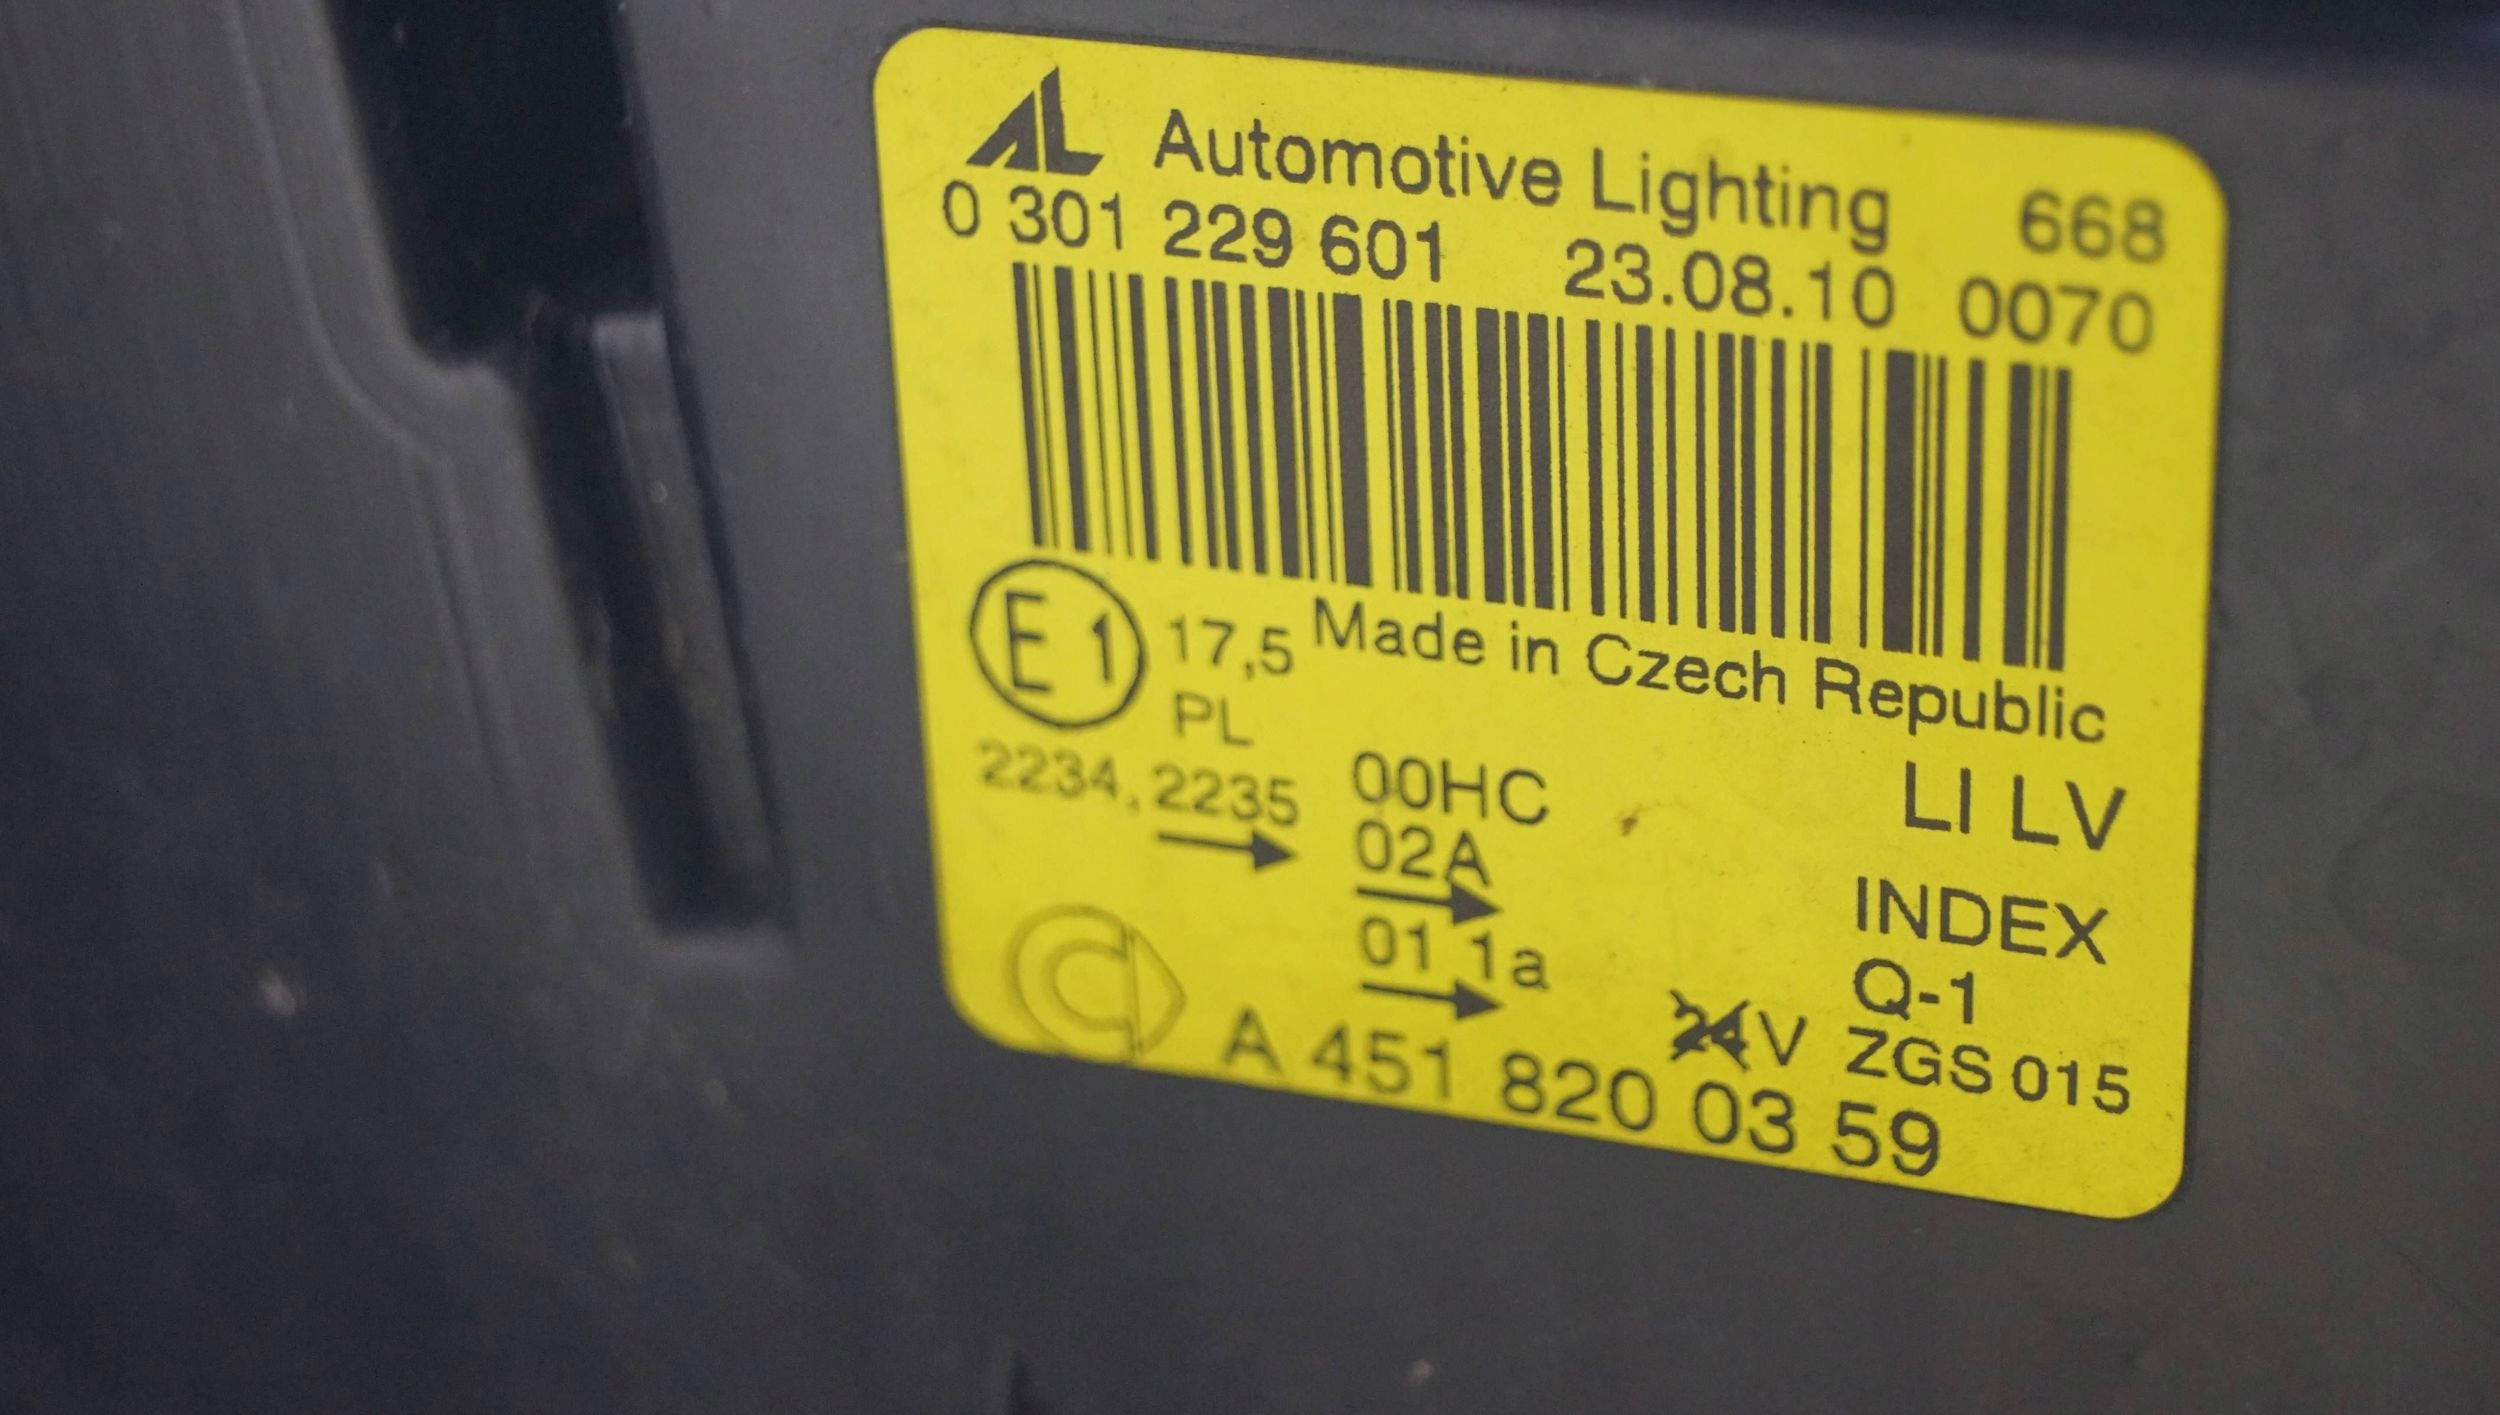 AL Automotive Lighting 668
0 301 229 601 23.08.10 0070
E1 17,5 Made in Czech Republic
PL
2234, 2235 00HC LI LV
02A
INDEX
01 1a
Q-1
24V ZGS 015
A 451 820 03 59